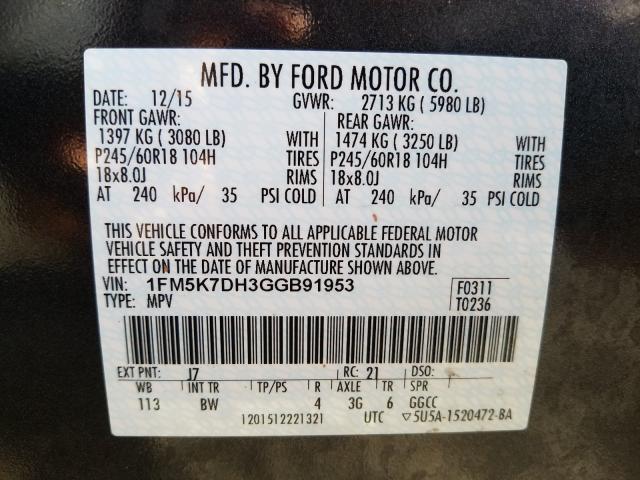 MFD. BY FORD MOTOR CO.
DATE: 12/15 GVWR: 2713 KG ( 5980 LB)
FRONT GAWR: REAR GAWR:
1397 KG ( 3080 LB) WITH 1474 KG ( 3250 LB) WITH
P245/60R18 104H TIRES P245/60R18 104H TIRES
18x8.0J RIMS 18x8.0J RIMS
AT 240 kPa/ 35 PSI COLD AT 240 kPa/ 35 PSI COLD
THIS VEHICLE CONFORMS TO ALL APPLICABLE FEDERAL MOTOR
VEHICLE SAFETY AND THEFT PREVENTION STANDARDS IN
EFFECT ON THE DATE OF MANUFACTURE SHOWN ABOVE.
VIN: 1FM5K7DH3GGB91953 F0311
TYPE: MPV T0236
EXT PNT: J7 RC: 21 DSO:
WB INT TR TP/PS R AXLE TR SPR
113 BW 4 3G 6 GGCC
1201512221321 UTC ▽5U5A-1520472-BA